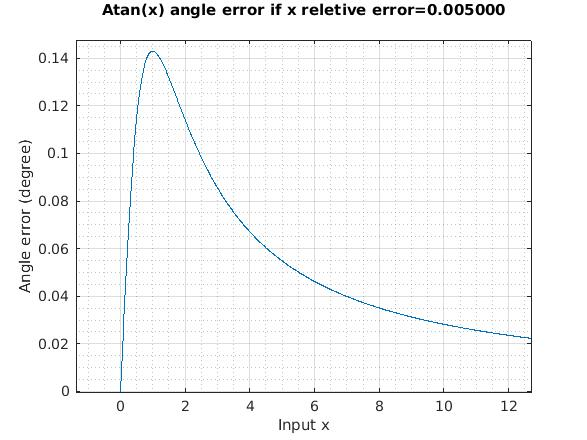 Atan(x) angle error if x reletive error=0.005000
0.14
0.12
0.1
0.08
0.06
0.04
0.02
0
Angle error (degree)
0 2 4 6 8 10 12
Input x